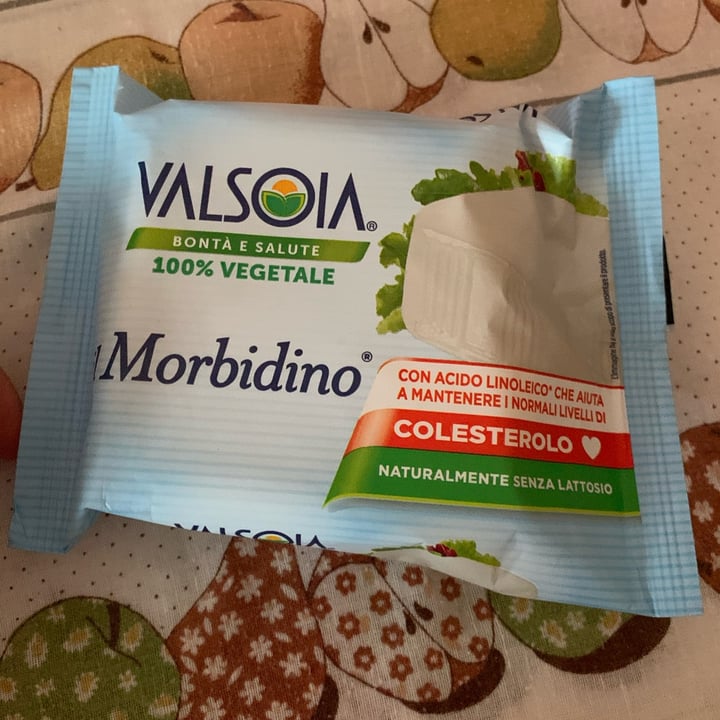 VALSOIA®
BONTÀ E SALUTE
100% VEGETALE
Morbidino®
CON ACIDO LINOLEICO* CHE AIUTA
A MANTENERE I NORMALI LIVELLI DI
COLESTEROLO
NATURALMENTE SENZA LATTOSIO
VALSOIA